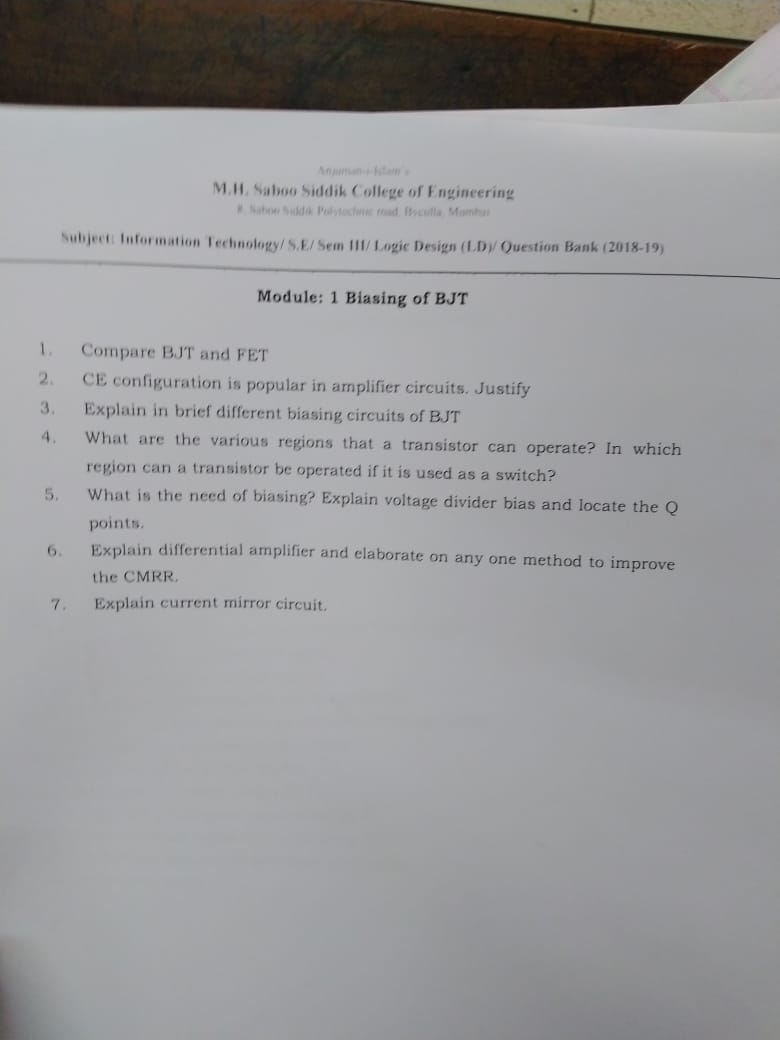 Anjuman-i-Islam's
M.H. Saboo Siddik College of Engineering
8, Saboo Siddik Polytechnic road, Byculla, Mumbai
Subject: Information Technology/ S.E/ Sem III/ Logic Design (LD)/ Question Bank (2018-19)
Module: 1 Biasing of BJT
1. Compare BJT and FET
2. CE configuration is popular in amplifier circuits. Justify
3. Explain in brief different biasing circuits of BJT
4. What are the various regions that a transistor can operate? In which
region can a transistor be operated if it is used as a switch?
5. What is the need of biasing? Explain voltage divider bias and locate the Q
points.
6. Explain differential amplifier and elaborate on any one method to improve
the CMRR.
7. Explain current mirror circuit.